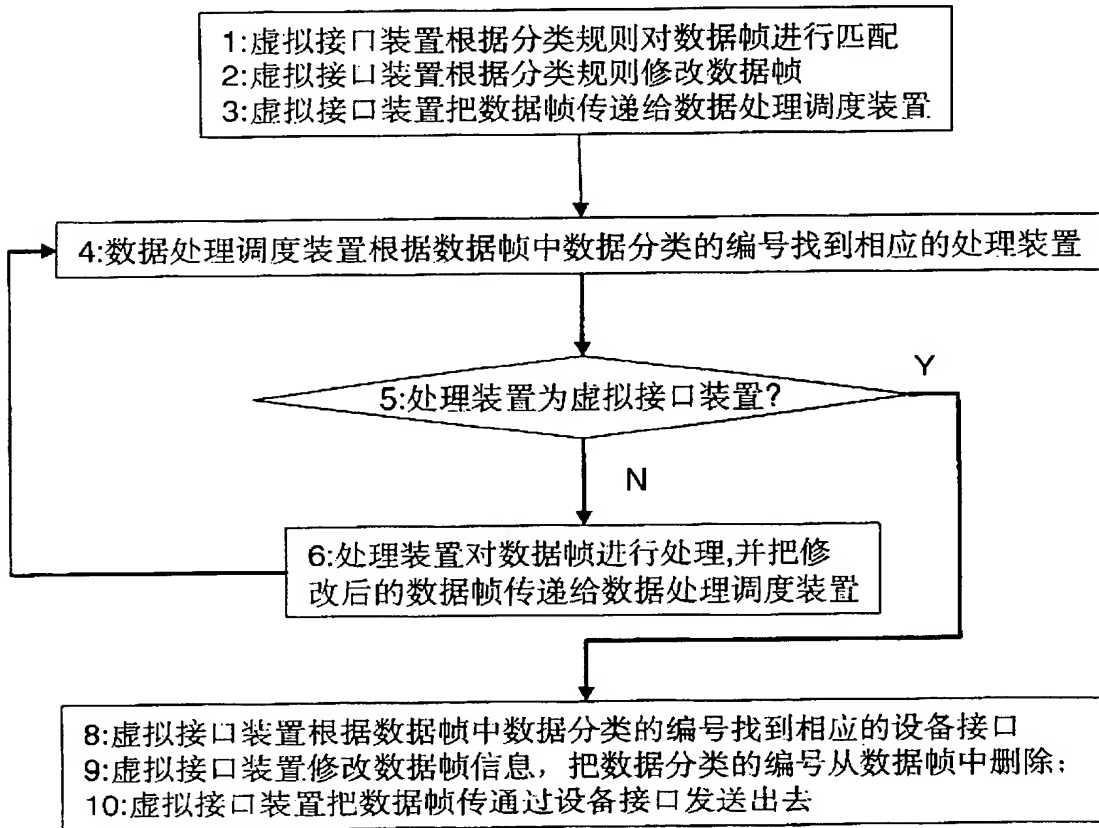 1:虚拟接口装置根据分类规则对数据帧进行匹配
2:虚拟接口装置根据分类规则修改数据帧
3:虚拟接口装置把数据帧传递给数据处理调度装置
4:数据处理调度装置根据数据帧中数据分类的编号找到相应的处理装置
5:处理装置为虚拟接口装置?
Y
N
6:处理装置对数据帧进行处理,并把修
改后的数据帧传递给数据处理调度装置
8:虚拟接口装置根据数据帧中数据分类的编号找到相应的设备接口
9:虚拟接口装置修改数据帧信息，把数据分类的编号从数据帧中删除；
10:虚拟接口装置把数据帧传通过设备接口发送出去